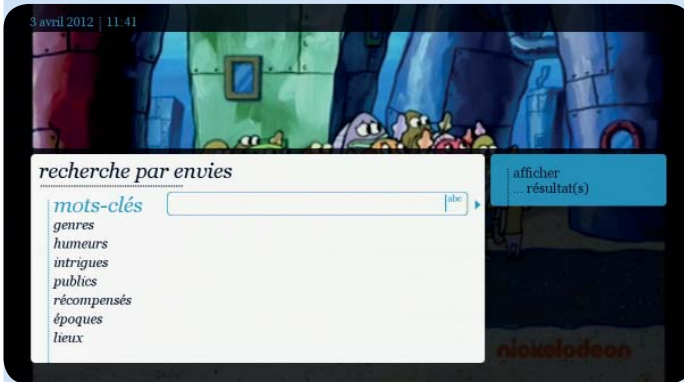 3 avril 2012 11:41
recherche par envies
mots-clés
abc
genres
humeurs
intrigues
publics
récompensés
époques
lieux
afficher
... résultat(s)
nickelodeon